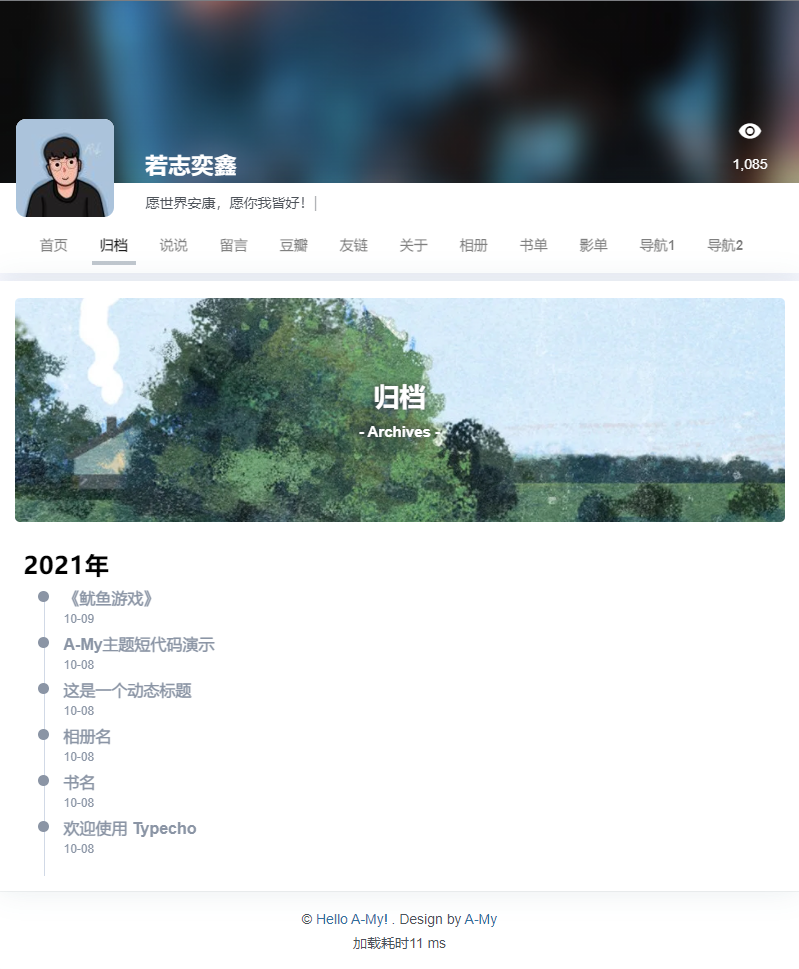 1,085
若志奕鑫
愿世界安康，愿你我皆好！|
首页 归档 说说 留言 豆瓣 友链 关于 相册 书单 影单 导航1 导航2
归档
- Archives -
2021年
《鱿鱼游戏》
10-09
A-My主题短代码演示
10-08
这是一个动态标题
10-08
相册名
10-08
书名
10-08
欢迎使用 Typecho
10-08
© Hello A-My! . Design by A-My
加载耗时11 ms